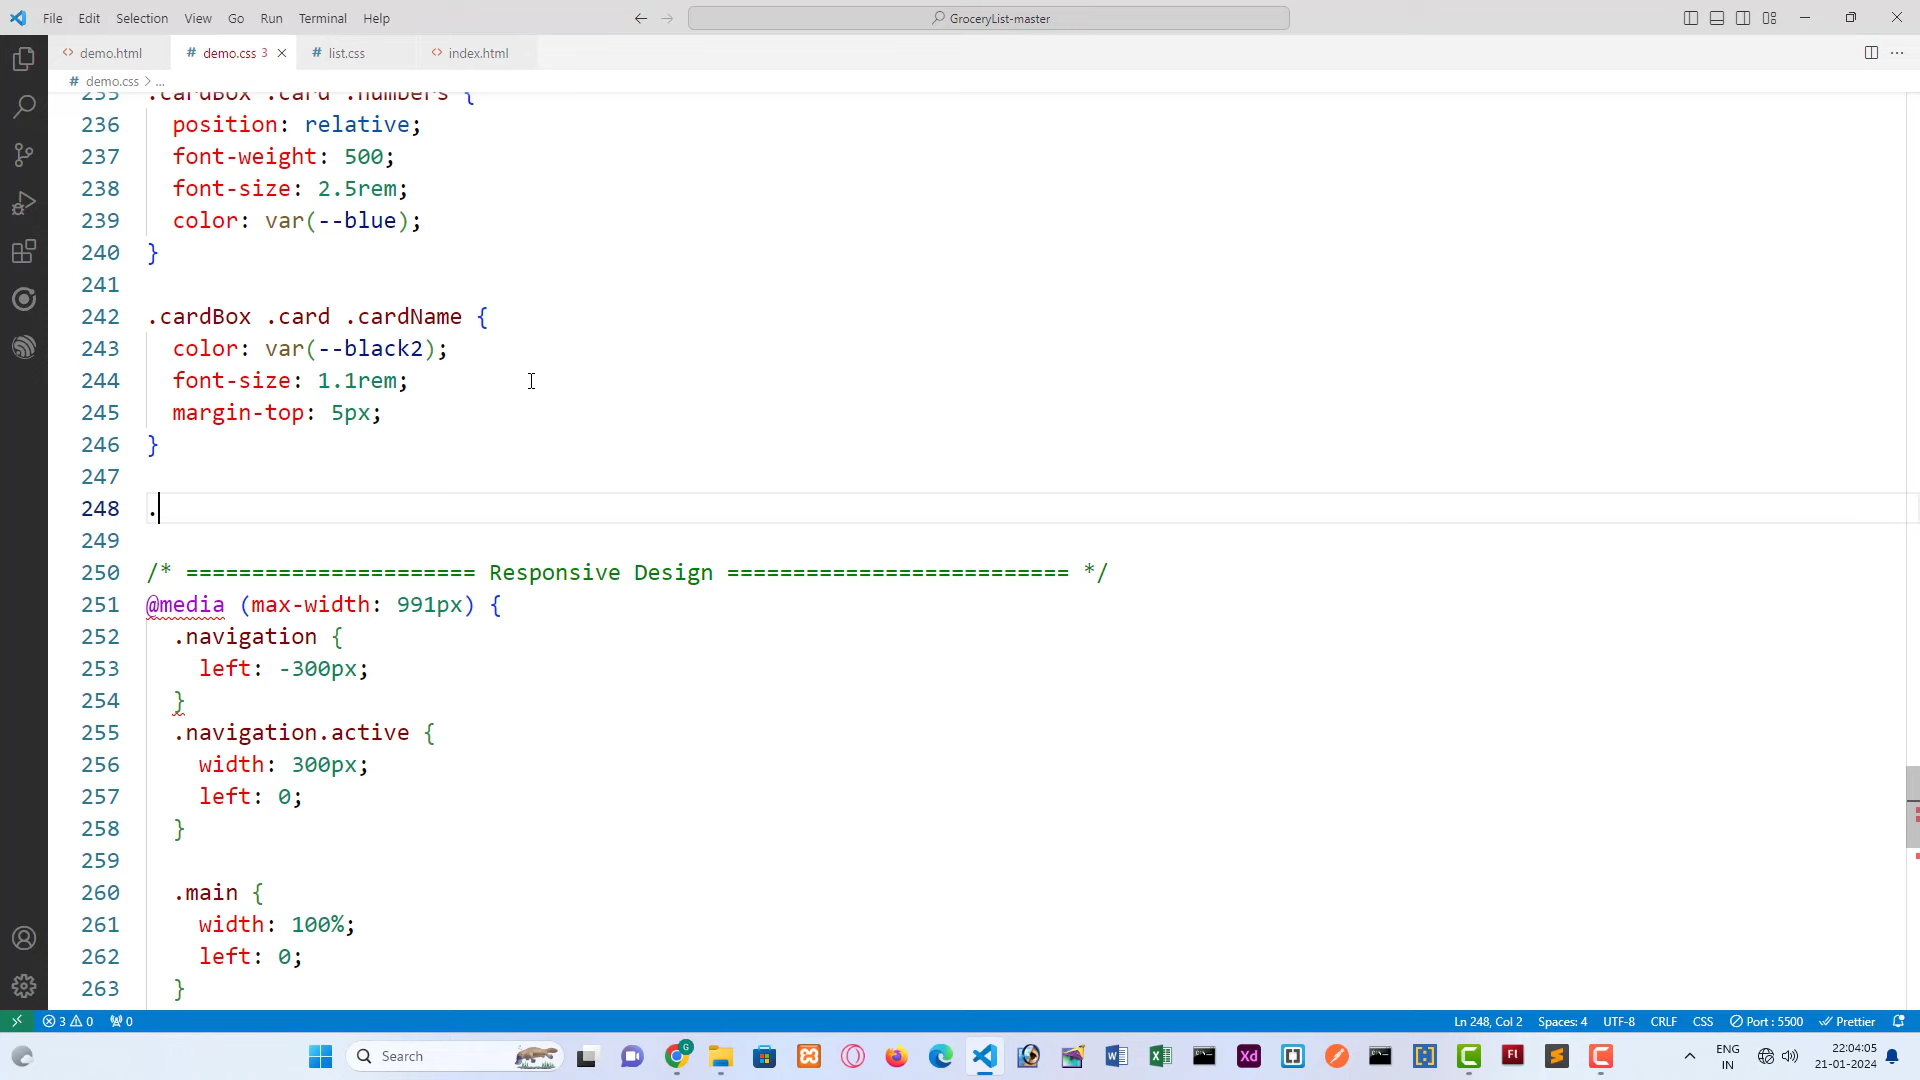 File Edit Selection View Go Run Terminal Help
GroceryList-master
demo.html
demo.css 3
list.css
index.html
demo.css > ...
235 .cardBox .card .numbers {
236 position: relative;
237 font-weight: 500;
238 font-size: 2.5rem;
239 color: var(--blue);
240 }
241
242 .cardBox .card .cardName {
243 color: var(--black2);
244 font-size: 1.1rem;
245 margin-top: 5px;
246 }
247
248 .
249
250 /* ====================== Responsive Design ========================== */
251 @media (max-width: 991px) {
252 .navigation {
253 left: -300px;
254 }
255 .navigation.active {
256 width: 300px;
257 left: 0;
258 }
259
260 .main {
261 width: 100%;
262 left: 0;
263 }
3 0 0
Ln 248, Col 2 Spaces: 4 UTF-8 CRLF CSS Port : 5500 Prettier
Search
G
Xd
Fl
ENG
IN
22:04:05
21-01-2024